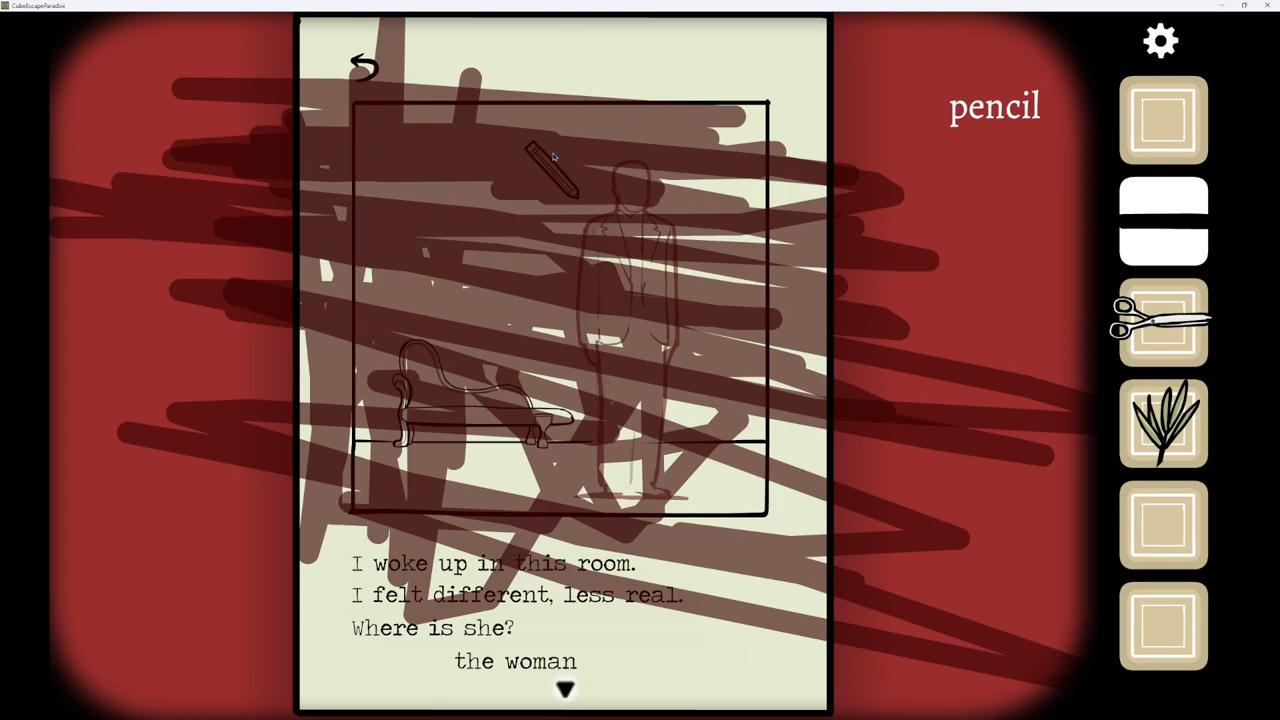 CubeEscapeParadox
pencil
I woke up in this room.
I felt different, less real.
Where is she?
the woman